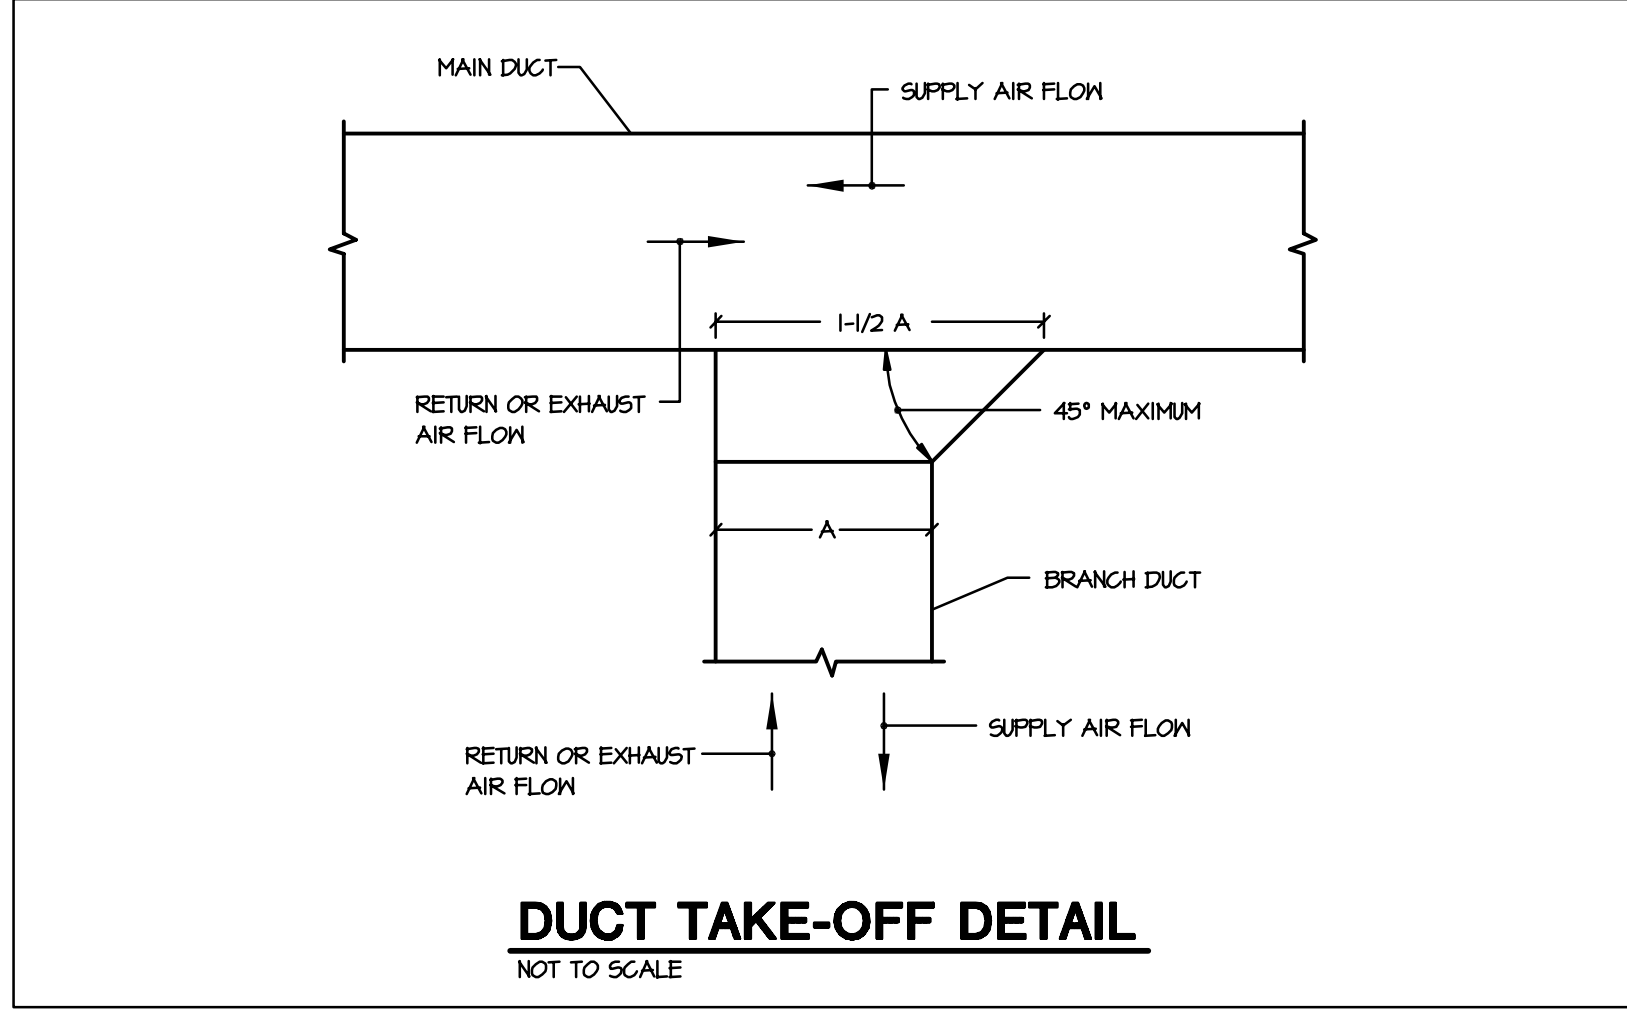 MAIN DUCT
SUPPLY AIR FLOW
1-1/2 A
RETURN OR EXHAUST
AIR FLOW
45° MAXIMUM
A
BRANCH DUCT
SUPPLY AIR FLOW
RETURN OR EXHAUST
AIR FLOW
DUCT TAKE-OFF DETAIL
NOT TO SCALE